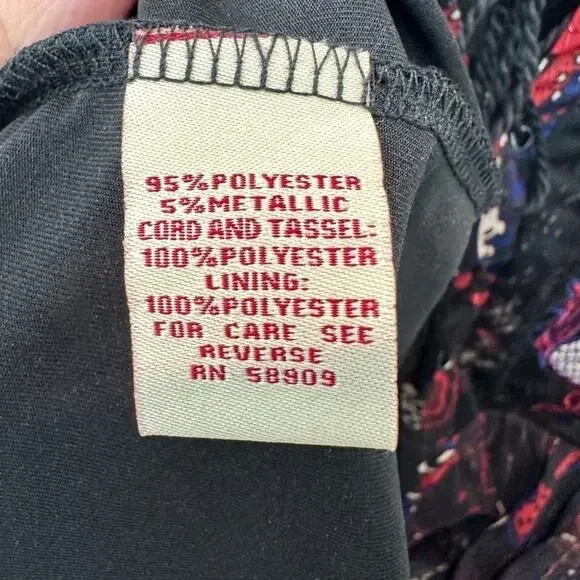 95% POLYESTER
5% METALLIC
CORD AND TASSEL:
100% POLYESTER
LINING:
100% POLYESTER
FOR CARE SEE
REVERSE
RN 58909